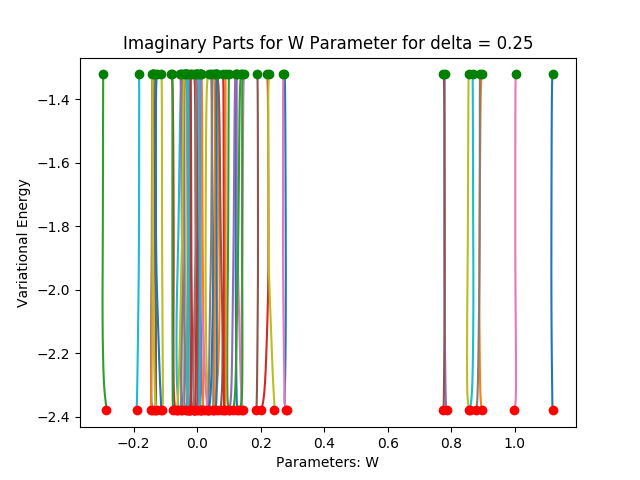 Imaginary Parts for W Parameter for delta = 0.25
Variational Energy
−1.4
−1.6
−1.8
−2.0
−2.2
−2.4
−0.2 0.0 0.2 0.4 0.6 0.8 1.0
Parameters: W